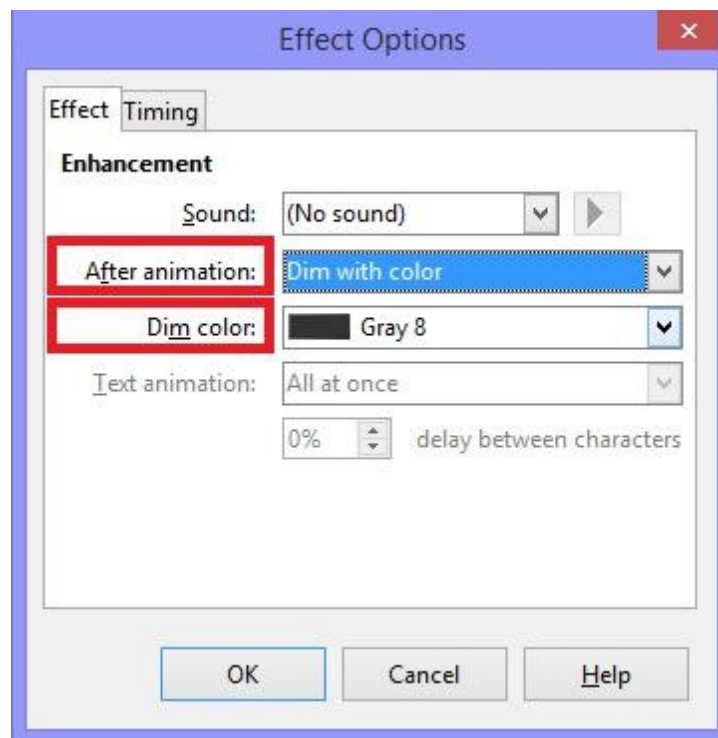 Effect Options
Effect Timing
Enhancement
Sound: (No sound)
After animation: Dim with color
Dim color: Gray 8
Text animation: All at once
0% delay between characters
OK Cancel Help